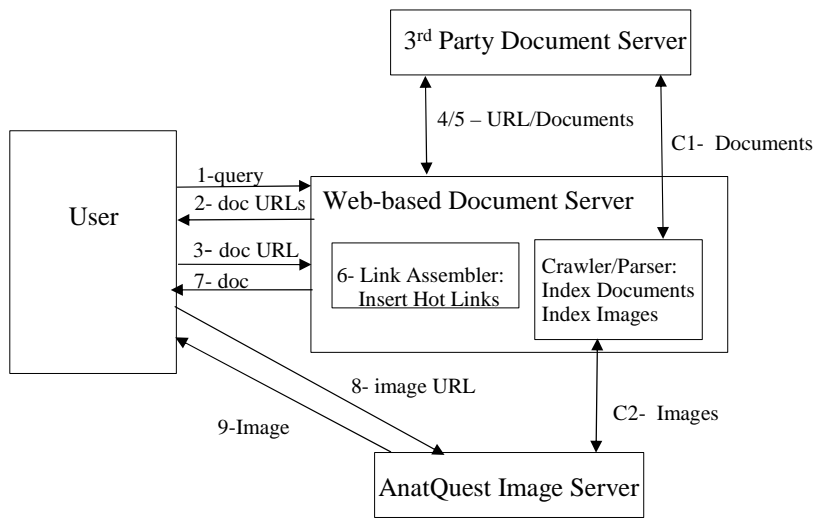 3rd Party Document Server
4/5 – URL/Documents
C1- Documents
1-query
User
2- doc URLs
Web-based Document Server
3- doc URL
7- doc
6- Link Assembler:
Insert Hot Links
Crawler/Parser:
Index Documents
Index Images
8- image URL
9-Image
C2- Images
AnatQuest Image Server